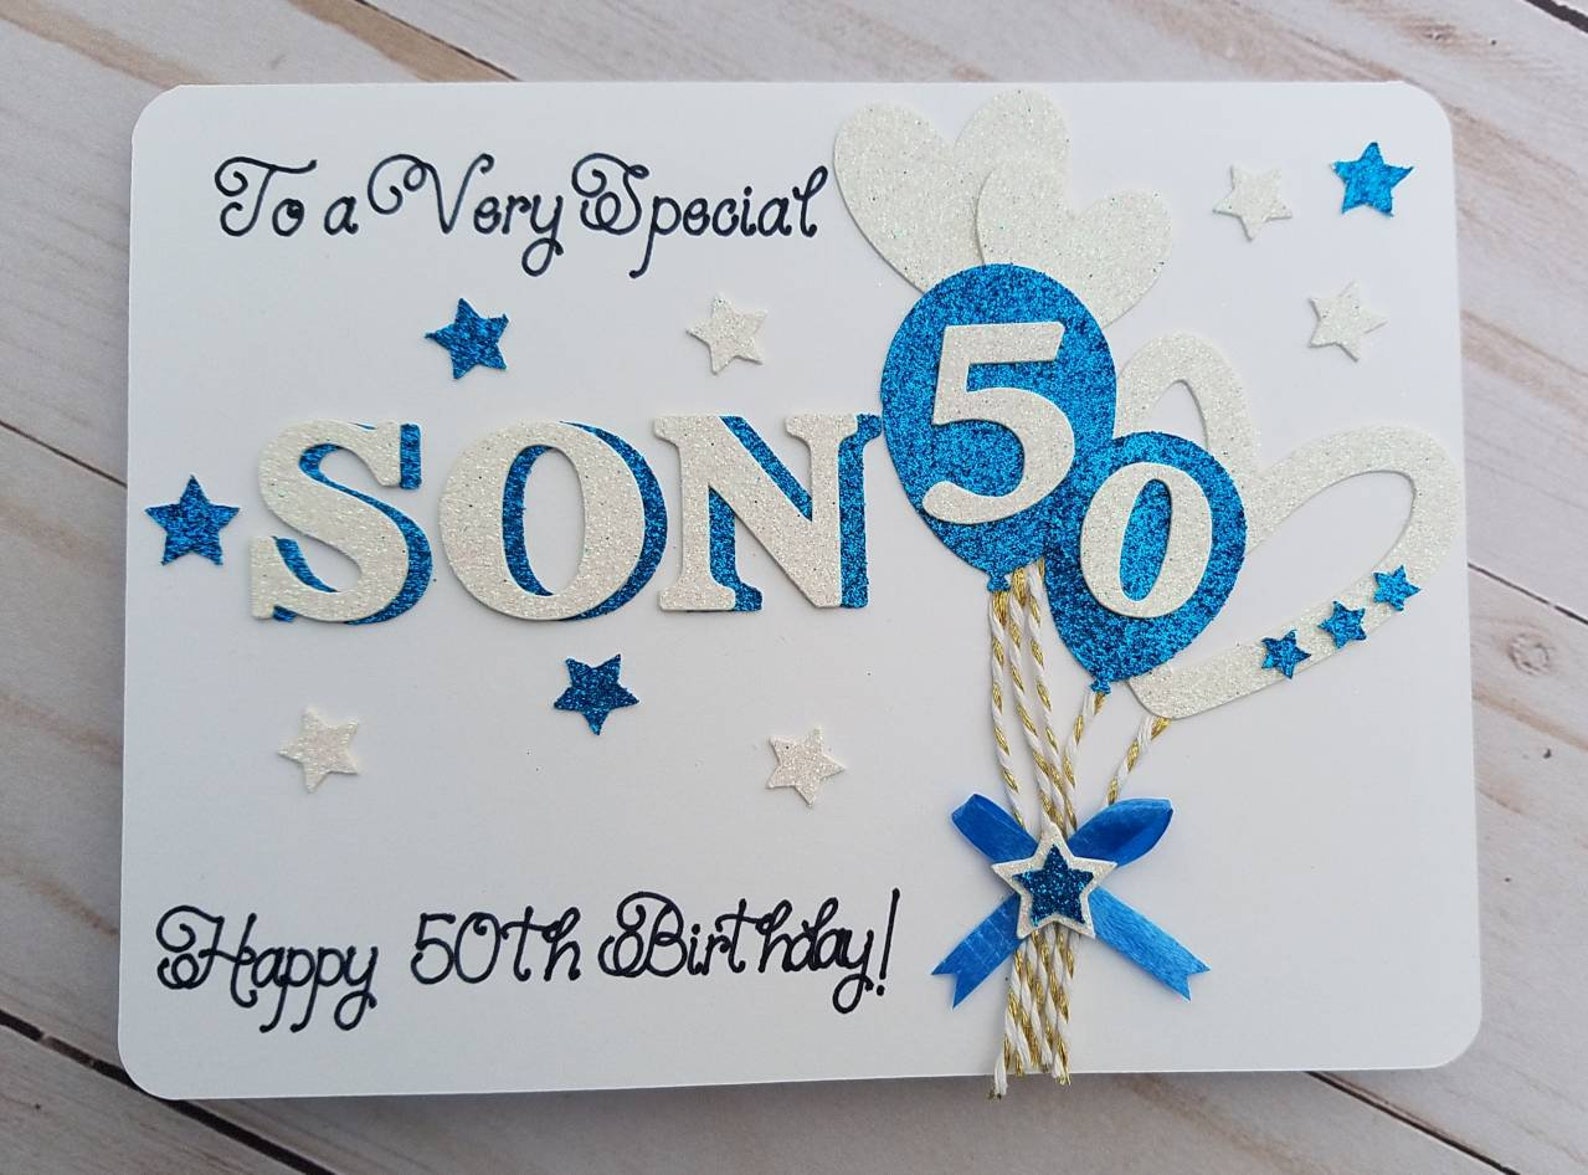 To a Very Special
SON
50
Happy 50th Birthday!